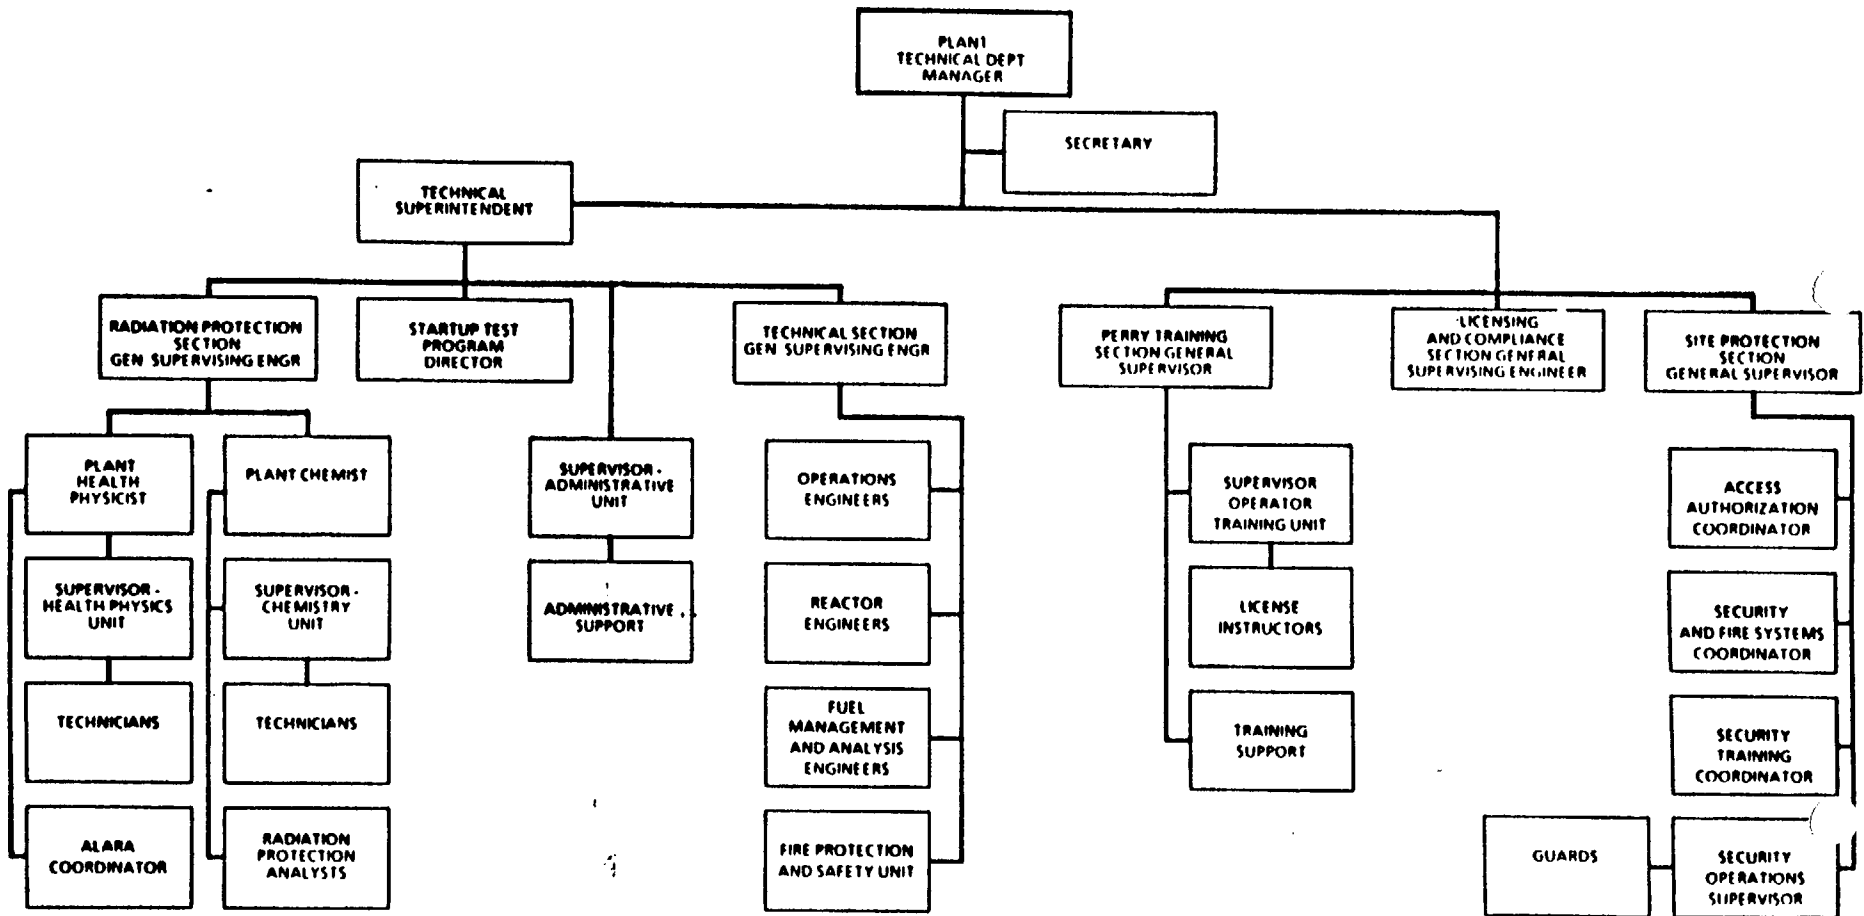 PLANT
TECHNICAL DEPT
MANAGER
SECRETARY
TECHNICAL
SUPERINTENDENT
RADIATION PROTECTION
SECTION
GEN SUPERVISING ENGR
STARTUP TEST
PROGRAM
DIRECTOR
TECHNICAL SECTION
GEN SUPERVISING ENGR
PERRY TRAINING
SECTION GENERAL
SUPERVISOR
LICENSING
AND COMPLIANCE
SECTION GENERAL
SUPERVISING ENGINEER
SITE PROTECTION
SECTION
GENERAL SUPERVISOR
PLANT
HEALTH
PHYSICIST
PLANT CHEMIST
SUPERVISOR -
ADMINISTRATIVE
UNIT
OPERATIONS
ENGINEERS
SUPERVISOR
OPERATOR
TRAINING UNIT
ACCESS
AUTHORIZATION
COORDINATOR
SUPERVISOR -
HEALTH PHYSICS
UNIT
SUPERVISOR -
CHEMISTRY
UNIT
ADMINISTRATIVE
SUPPORT
REACTOR
ENGINEERS
LICENSE
INSTRUCTORS
SECURITY
AND FIRE SYSTEMS
COORDINATOR
TECHNICIANS
TECHNICIANS
FUEL
MANAGEMENT
AND ANALYSIS
ENGINEERS
TRAINING
SUPPORT
SECURITY
TRAINING
COORDINATOR
ALARA
COORDINATOR
RADIATION
PROTECTION
ANALYSTS
FIRE PROTECTION
AND SAFETY UNIT
GUARDS
SECURITY
OPERATIONS
SUPERVISOR